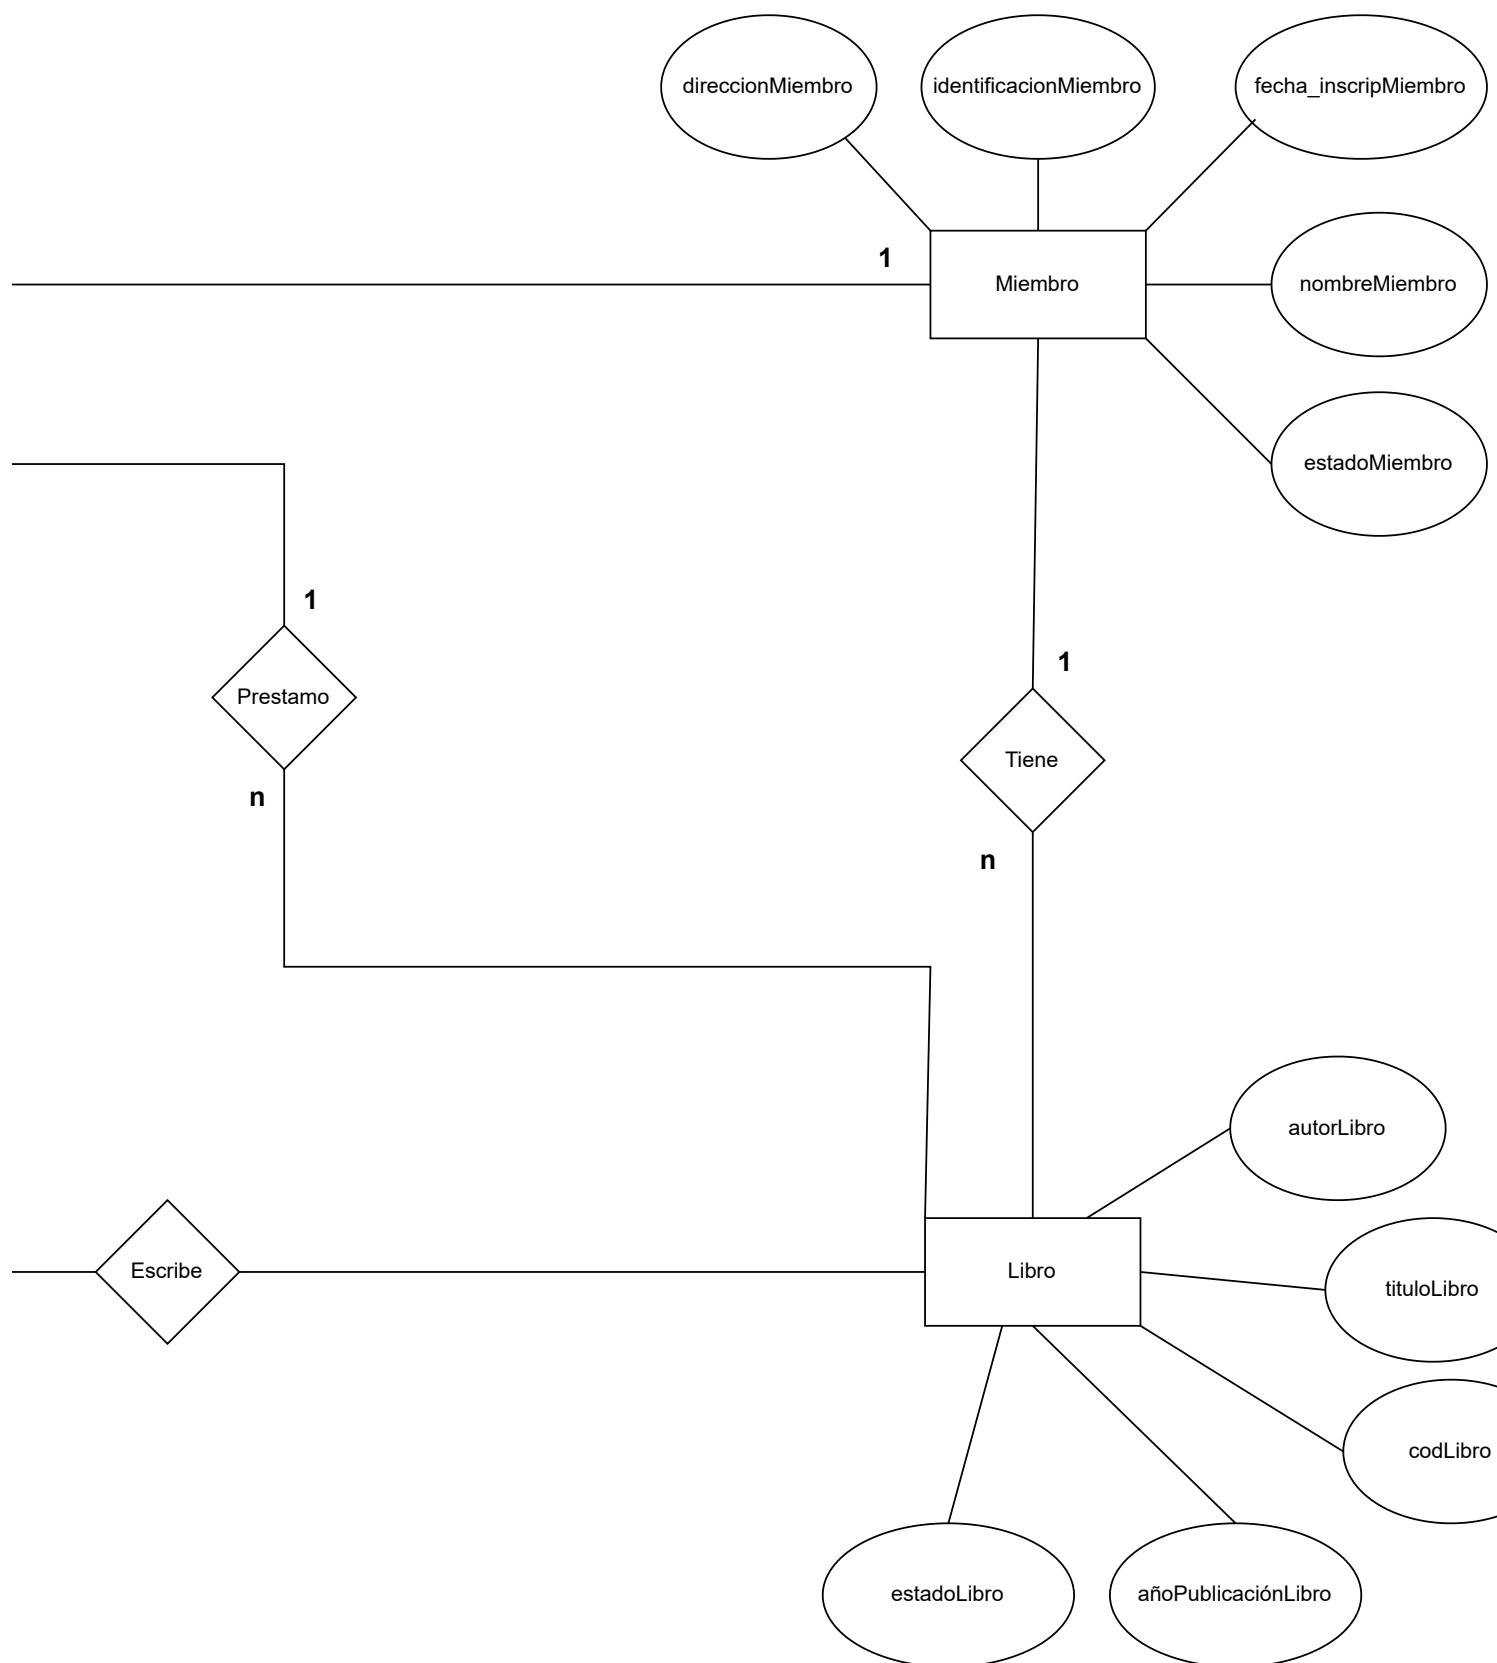 direccionMiembro
identificacionMiembro
fecha_inscripMiembro
1
Miembro
nombreMiembro
estadoMiembro
1
Prestamo
n
1
Tiene
n
autorLibro
Escribe
Libro
tituloLibro
codLibro
estadoLibro
añoPublicaciónLibro